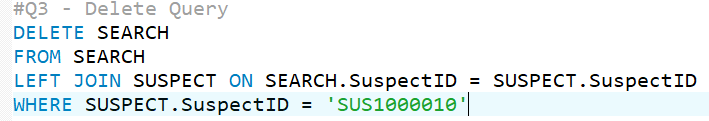 #Q3 - Delete Query
DELETE SEARCH
FROM SEARCH
LEFT JOIN SUSPECT ON SEARCH.SuspectID = SUSPECT.SuspectID
WHERE SUSPECT.SuspectID = 'SUS1000010'